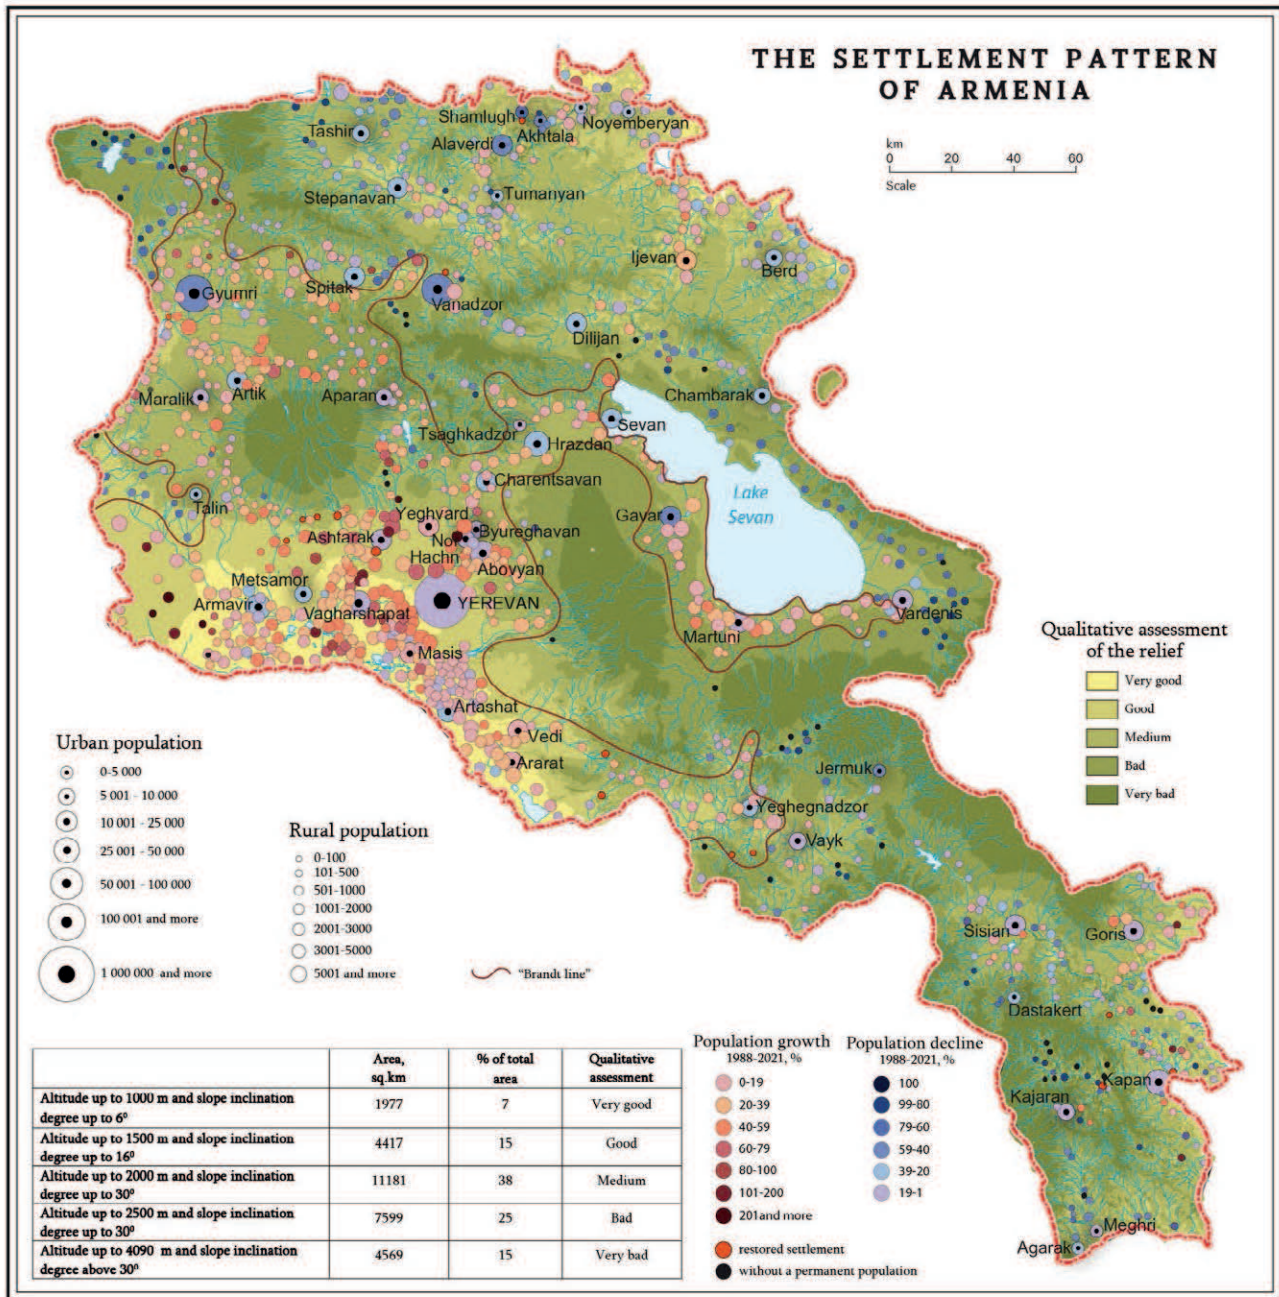 THE SETTLEMENT PATTERN
OF ARMENIA
km
0 20 40 60
Scale
Shamlugh
Akhtala
Noyemberyan
Tashir
Alaverdi
Stepanavan
Tumanyan
Ijevan
Berd
Gyumri
Spitak
Vanadzor
Dilijan
Maralik
Artik
Aparan
Chambarak
Tsaghkadzor
Sevan
Hrazdan
Charentsavan
Lake
Sevan
Talin
Yeghvard
Gavar
Ashtarak
Nor
Hachn
Byureghavan
Abovyan
Metsamor
Armavir
Vagharshapat
YEREVAN
Vardenis
Martuni
Masis
Artashat
Vedi
Ararat
Jermuk
Yeghegnadzor
Vayk
Sisian
Goris
Dastakert
Kapan
Kajaran
Meghri
Agarak
Qualitative assessment
of the relief
Very good
Good
Medium
Bad
Very bad
Urban population
0-5 000
5 001 - 10 000
10 001 - 25 000
25 001 - 50 000
50 001 - 100 000
100 001 and more
1 000 000 and more
Rural population
0-100
101-500
501-1000
1001-2000
2001-3000
3001-5000
5001 and more
"Brandt line"
Area, sq.km % of total area Qualitative assessment
Altitude up to 1000 m and slope inclination degree up to 6⁰ 1977 7 Very good
Altitude up to 1500 m and slope inclination degree up to 16⁰ 4417 15 Good
Altitude up to 2000 m and slope inclination degree up to 30⁰ 11181 38 Medium
Altitude up to 2500 m and slope inclination degree up to 30⁰ 7599 25 Bad
Altitude up to 4090 m and slope inclination degree above 30⁰ 4569 15 Very bad
Population growth
1988-2021, %
0-19
20-39
40-59
60-79
80-100
101-200
201and more
restored settlement
without a permanent population
Population decline
1988-2021, %
100
99-80
79-60
59-40
39-20
19-1